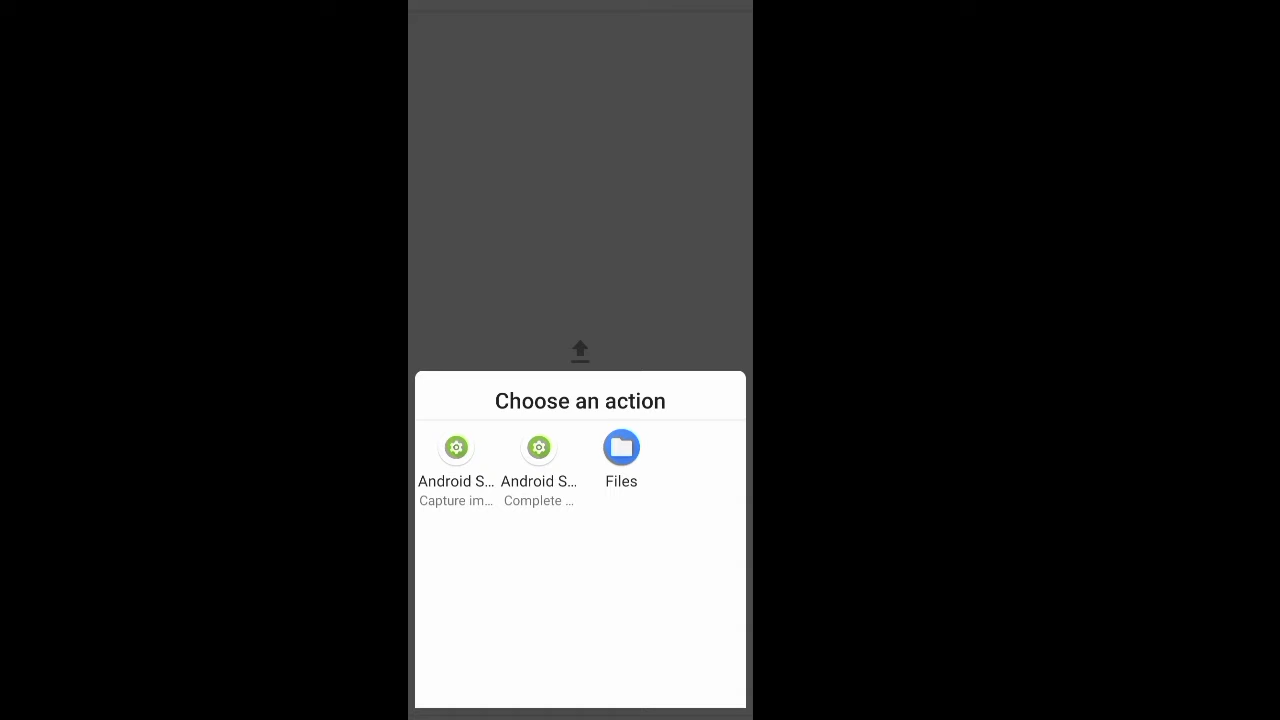 Choose an action
Android S... Android S... Files
Capture im... Complete ...